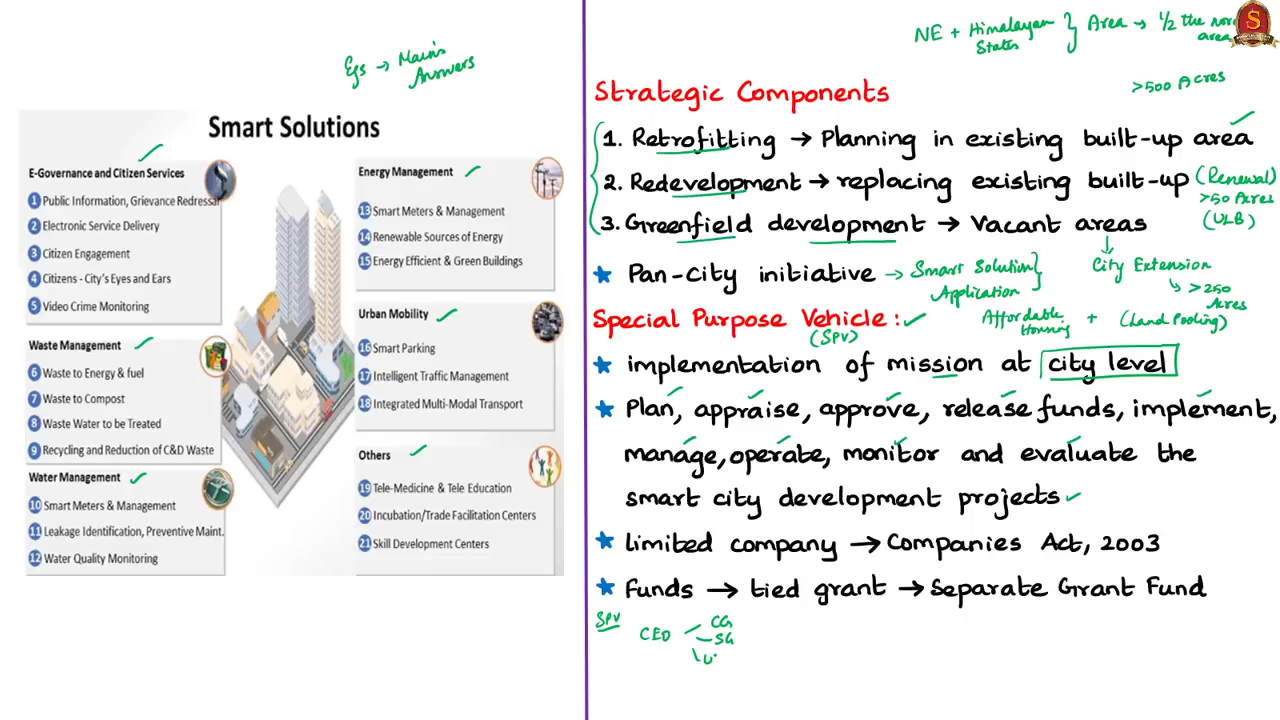 Egs → Mains
Answers
Smart Solutions
E-Governance and Citizen Services
1 Public Information, Grievance Redressal
2 Electronic Service Delivery
3 Citizen Engagement
4 Citizens - City's Eyes and Ears
5 Video Crime Monitoring
Waste Management
6 Waste to Energy & fuel
7 Waste to Compost
8 Waste Water to be Treated
9 Recycling and Reduction of C&D Waste
Water Management
10 Smart Meters & Management
11 Leakage Identification, Preventive Maint.
12 Water Quality Monitoring
Energy Management
13 Smart Meters & Management
14 Renewable Sources of Energy
15 Energy Efficient & Green Buildings
Urban Mobility
16 Smart Parking
17 Intelligent Traffic Management
18 Integrated Multi-Modal Transport
Others
19 Tele-Medicine & Tele Education
20 Incubation/Trade Facilitation Centers
21 Skill Development Centers
NE + Himalayan } Area → 1/2 the
States area
S
>500 Acres
Strategic Components
1. Retrofitting → Planning in existing built-up area
2. Redevelopment → replacing existing built-up (Renewal)
>50 Acres
(ULB)
3. Greenfield development → Vacant areas
★ Pan-City initiative → Smart Solution }
Application
City Extension
↳ >250
Acres
Affordable + (Land Pooling)
Housing
Special Purpose Vehicle :
(SPV)
★ implementation of mission at city level
★ Plan, appraise, approve, release funds, implement,
manage, operate, monitor and evaluate the
smart city development projects
★ Limited company → Companies Act, 2003
★ Funds → tied grant → Separate Grant Fund
SPV
CEO CG
SG